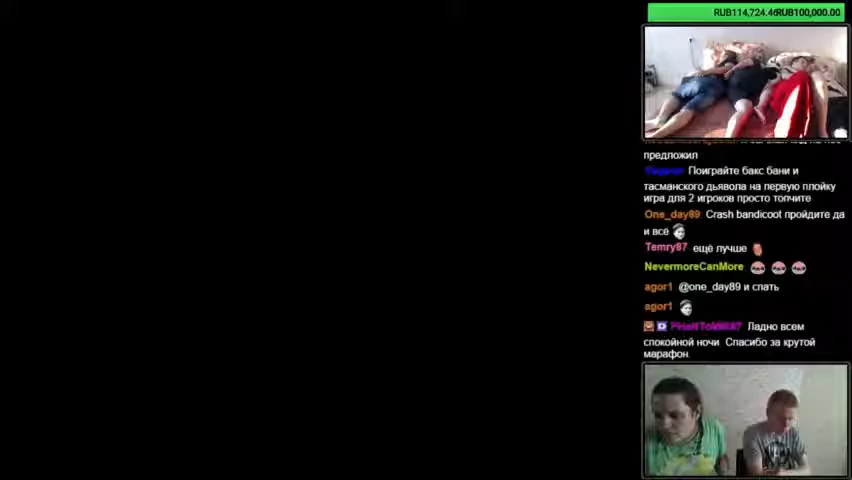 RUB114,724.46RUB100,000.00
предложил
Поиграйте бакс бани и
тасманского дьявола на первую плойку
игра для 2 игроков просто топчите
One_day89 Crash bandicoot пройдите да
и всё
Temry87 ещё лучше
NevermoreCanMore
agor1 @one_day89 и спать
agor1
Ладно всем
спокойной ночи. Спасибо за крутой
марафон.